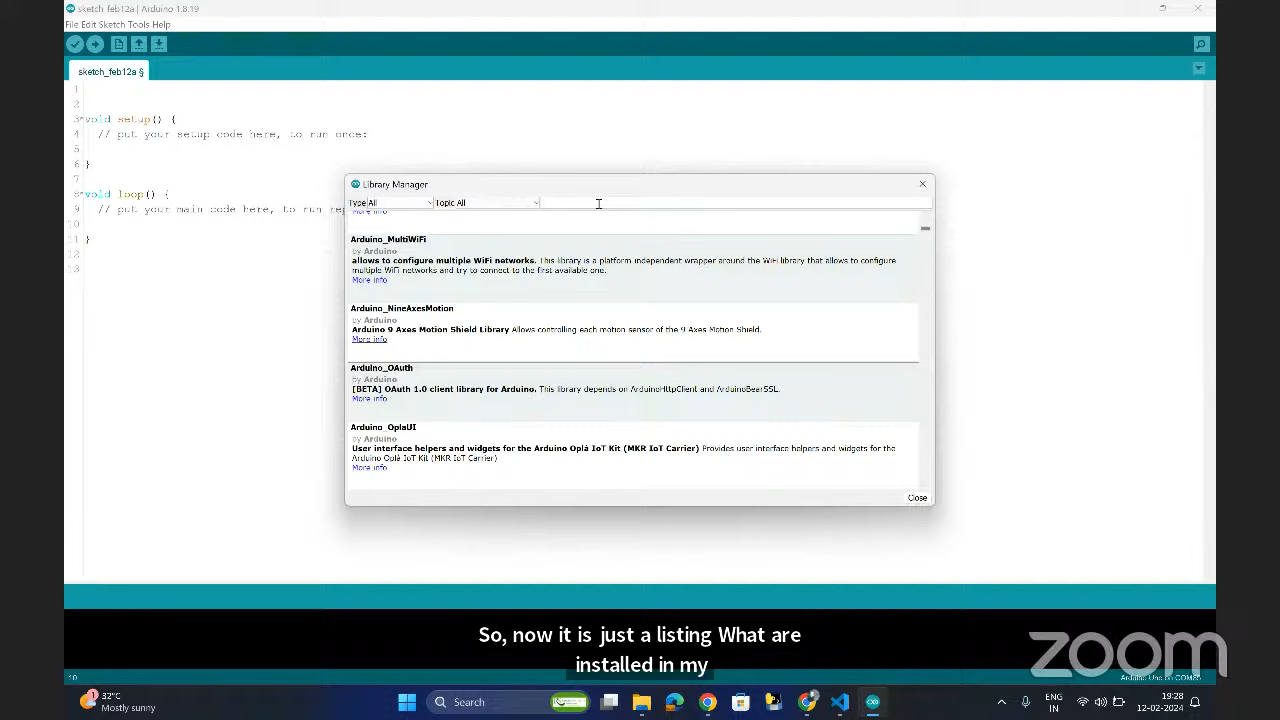 sketch_feb12a | Arduino 1.8.19
File Edit Sketch Tools Help
sketch_feb12a §
1
2
3 void setup() {
4 // put your setup code here, to run once:
5
6 }
7
8 void loop() {
9 // put your main code here, to run rep
10
11 }
12
13
Library Manager
Type All Topic All
More info
Arduino_MultiWiFi
by Arduino
allows to configure multiple WiFi networks. This library is a platform independent wrapper around the WiFi library that allows to configure
multiple WiFi networks and try to connect to the first available one.
More info
Arduino_NineAxesMotion
by Arduino
Arduino 9 Axes Motion Shield Library Allows controlling each motion sensor of the 9 Axes Motion Shield.
More info
Arduino_OAuth
by Arduino
[BETA] OAuth 1.0 client library for Arduino. This library depends on ArduinoHttpClient and ArduinoBearSSL.
More info
Arduino_OplaUI
by Arduino
User interface helpers and widgets for the Arduino Oplà IoT Kit (MKR IoT Carrier) Provides user interface helpers and widgets for the
Arduino Oplà IoT Kit (MKR IoT Carrier)
More info
Close
So, now it is just a listing What are
installed in my
zoom
10 Arduino Uno on COM85
1
32°C
Mostly sunny
Search
ENG
IN
19:28
12-02-2024